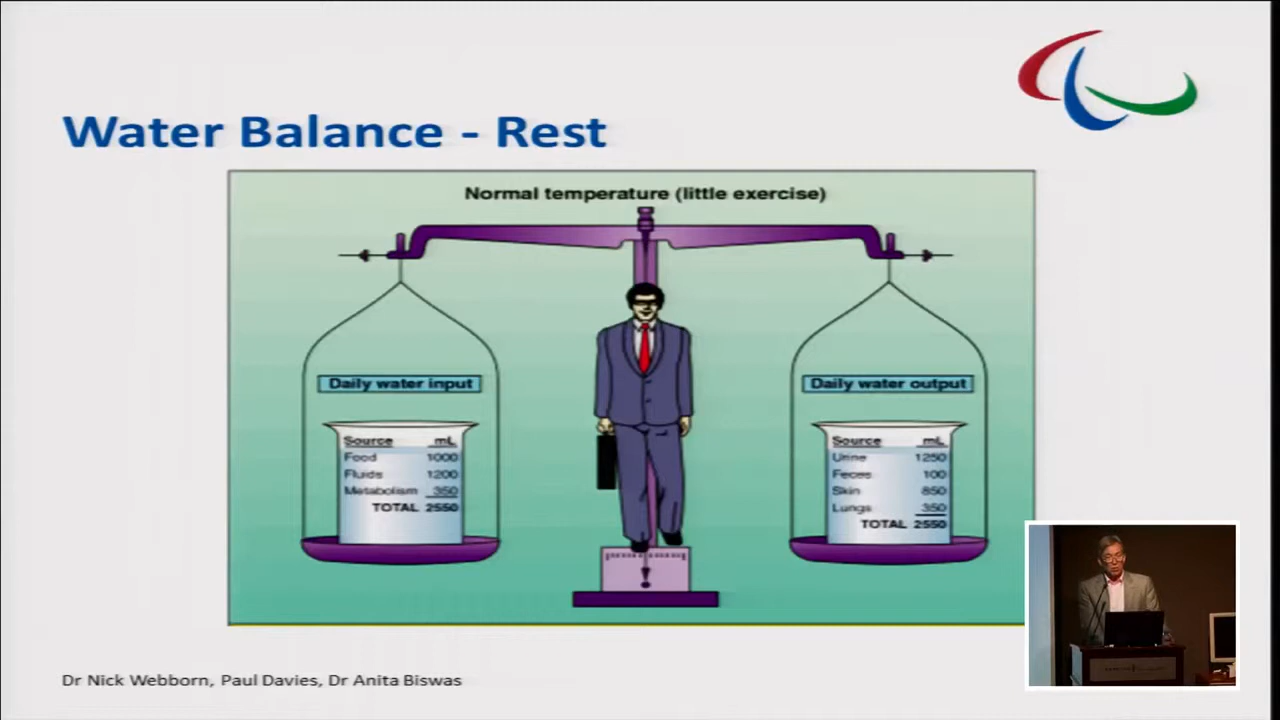 Water Balance - Rest
Normal temperature (little exercise)
Daily water input
Source mL
Food 1000
Fluids 1200
Metabolism 350
TOTAL 2550
Daily water output
Source mL
Urine 1250
Feces 100
Skin 850
Lungs 350
TOTAL 2550
Dr Nick Webborn, Paul Davies, Dr Anita Biswas